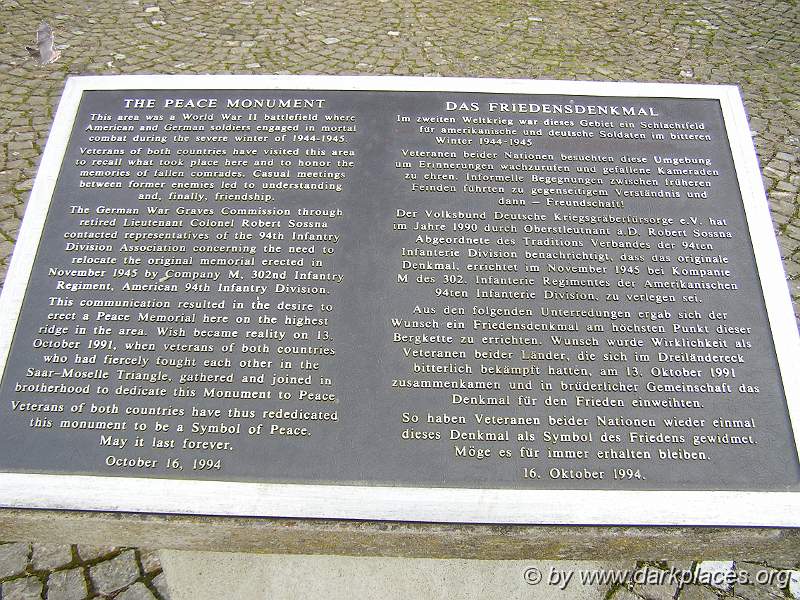 THE PEACE MONUMENT
This area was a World War II battlefield where
American and German soldiers engaged in mortal
combat during the severe winter of 1944-1945.
Veterans of both countries have visited this area
to recall what took place here and to honor the
memories of fallen comrades. Casual meetings
between former enemies led to understanding
and, finally, friendship.
The German War Graves Commission through
retired Lieutenant Colonel Robert Sossna
contacted representatives of the 94th Infantry
Division Association concerning the need to
relocate the original memorial erected in
November 1945 by Company M, 302nd Infantry
Regiment, American 94th Infantry Division.
This communication resulted in the desire to
erect a Peace Memorial here on the highest
ridge in the area. Wish became reality on 13.
October 1991, when veterans of both countries
who had fiercely fought each other in the
Saar-Moselle Triangle, gathered and joined in
brotherhood to dedicate this Monument to Peace
Veterans of both countries have thus rededicated
this monument to be a Symbol of Peace.
May it last forever.
October 16, 1994
DAS FRIEDENSDENKMAL
Im zweiten Weltkrieg war dieses Gebiet ein Schlachtfeld
für amerikanische und deutsche Soldaten im bitteren
Winter 1944-1945
Veteranen beider Nationen besuchten diese Umgebung
um Erinnerungen wachzurufen und gefallene Kameraden
zu ehren. Informelle Begegnungen zwischen früheren
Feinden führten zu gegenseitigem Verständnis und
dann – Freundschaft!
Der Volksbund Deutsche Kriegsgräberfürsorge e.V. hat
im Jahre 1990 durch Oberstleutnant a.D. Robert Sossna
Abgeordnete des Traditions Verbandes der 94ten
Infanterie Division benachrichtigt, dass das originale
Denkmal, errichtet im November 1945 bei Kompanie
M des 302. Infanterie Regimentes der Amerikanischen
94ten Infanterie Division, zu verlegen sei.
Aus den folgenden Unterredungen ergab sich der
Wunsch ein Friedensdenkmal am höchsten Punkt dieser
Bergkette zu errichten. Wunsch wurde Wirklichkeit als
Veteranen beider Länder, die sich im Dreiländereck
bitterlich bekämpft hatten, am 13. Oktober 1991
zusammenkamen und in brüderlicher Gemeinschaft das
Denkmal für den Frieden einweihten.
So haben Veteranen beider Nationen wieder einmal
dieses Denkmal als Symbol des Friedens gewidmet.
Möge es für immer erhalten bleiben.
16. Oktober 1994.
© by www.darkplaces.org